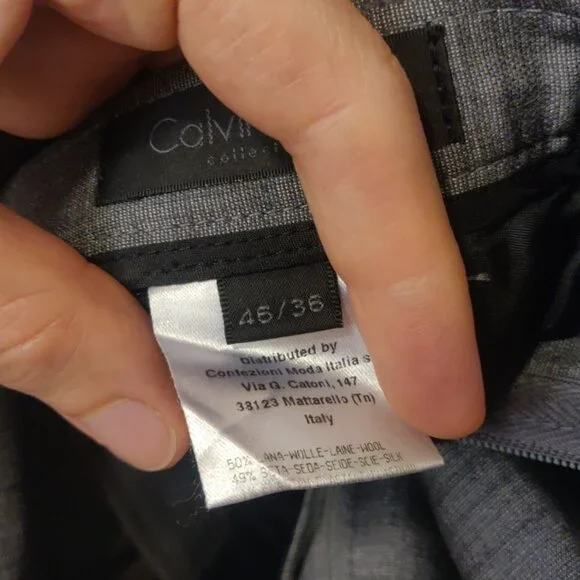 Calvin
collect
46/36
Distributed by
Confezioni Moda Italia s
Via G. Catoni, 147
38123 Mattarello (Tn)
Italy
50% LANA-WOLLE-LAINE-WOOL
49% SETA-SEDA-SEIDE-SOIE-SILK